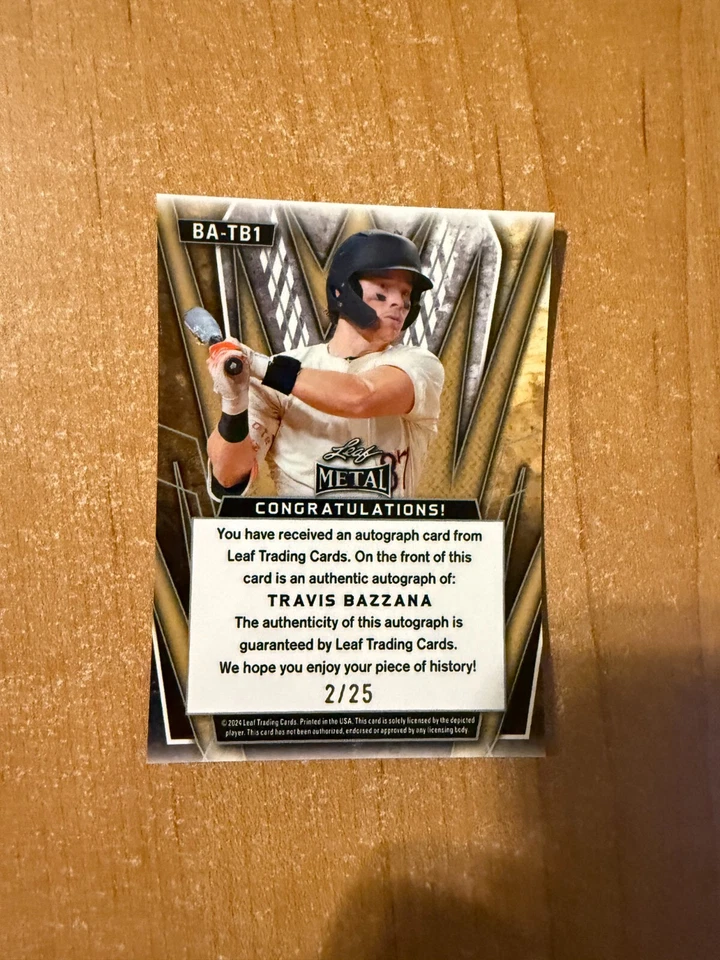 BA-TB1
37
Leaf
METAL
CONGRATULATIONS!
You have received an autograph card from
Leaf Trading Cards. On the front of this
card is an authentic autograph of:
TRAVIS BAZZANA
The authenticity of this autograph is
guaranteed by Leaf Trading Cards.
We hope you enjoy your piece of history!
2/25
© 2024 Leaf Trading Cards. Printed in the USA. This card is solely licensed by the depicted
player. This card has not been authorized, endorsed or approved by any licensing body.